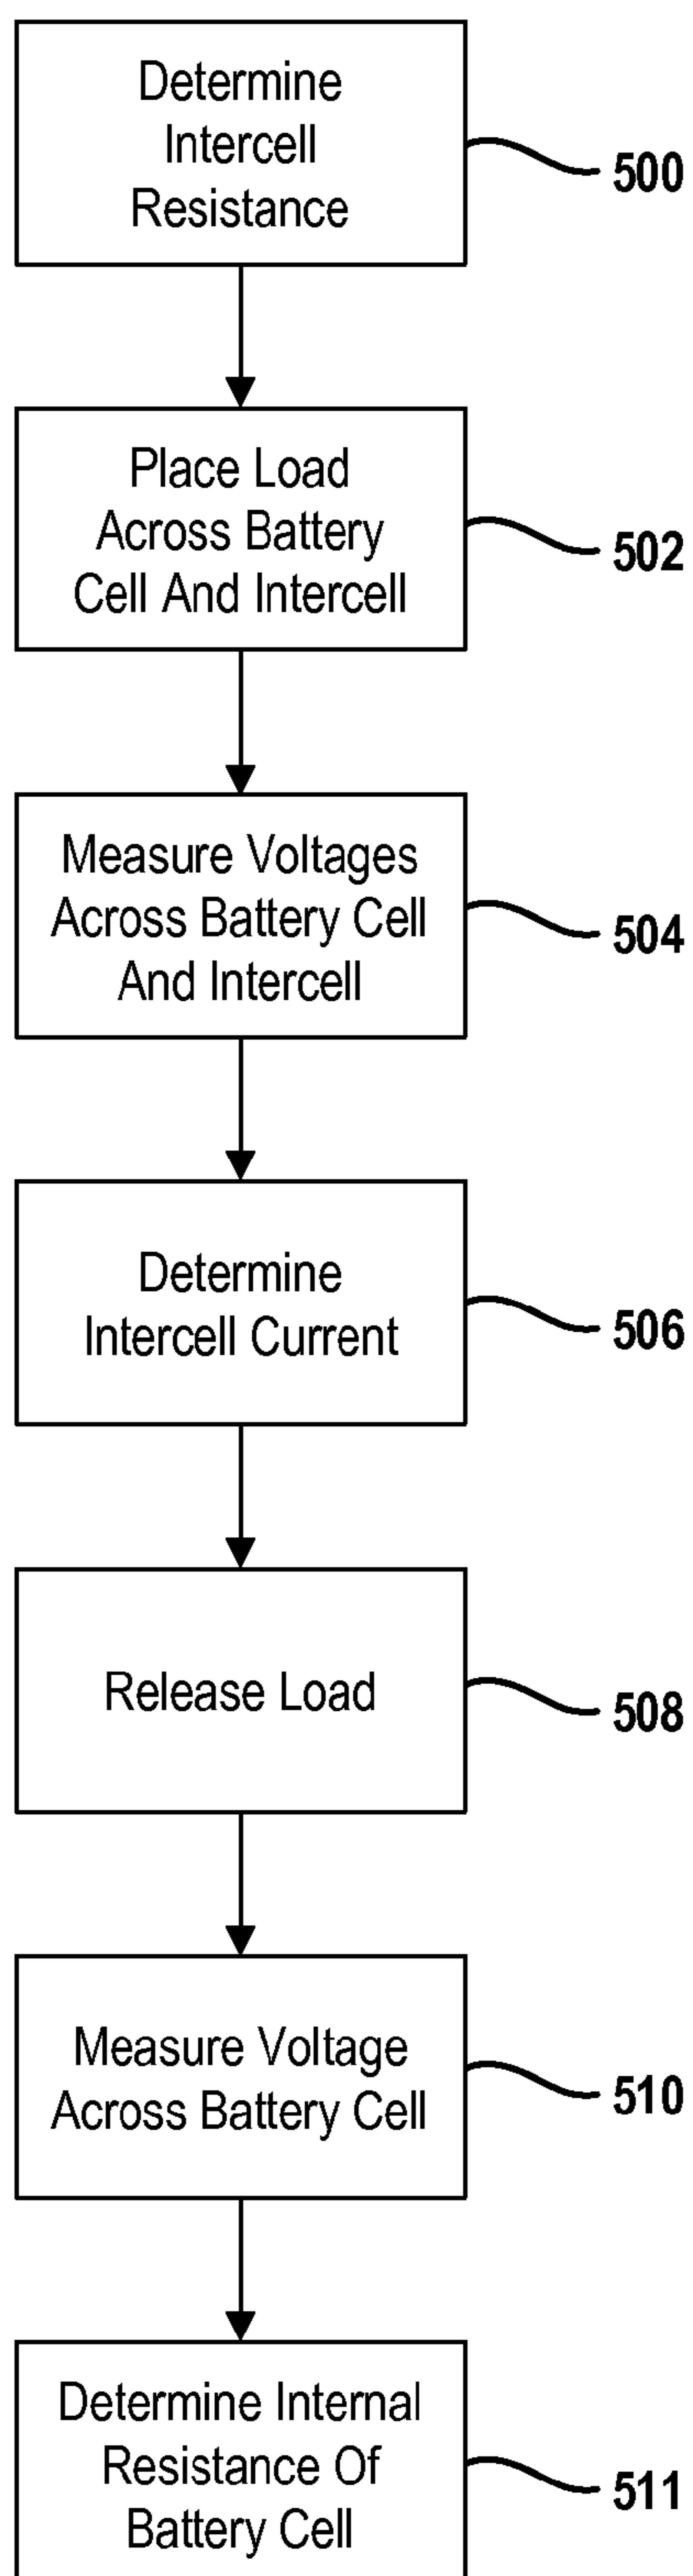 Determine
Intercell
Resistance
500
Place Load
Across Battery
Cell And Intercell
502
Measure Voltages
Across Battery Cell
And Intercell
504
Determine
Intercell Current
506
Release Load
508
Measure Voltage
Across Battery Cell
510
Determine Internal
Resistance Of
Battery Cell
511